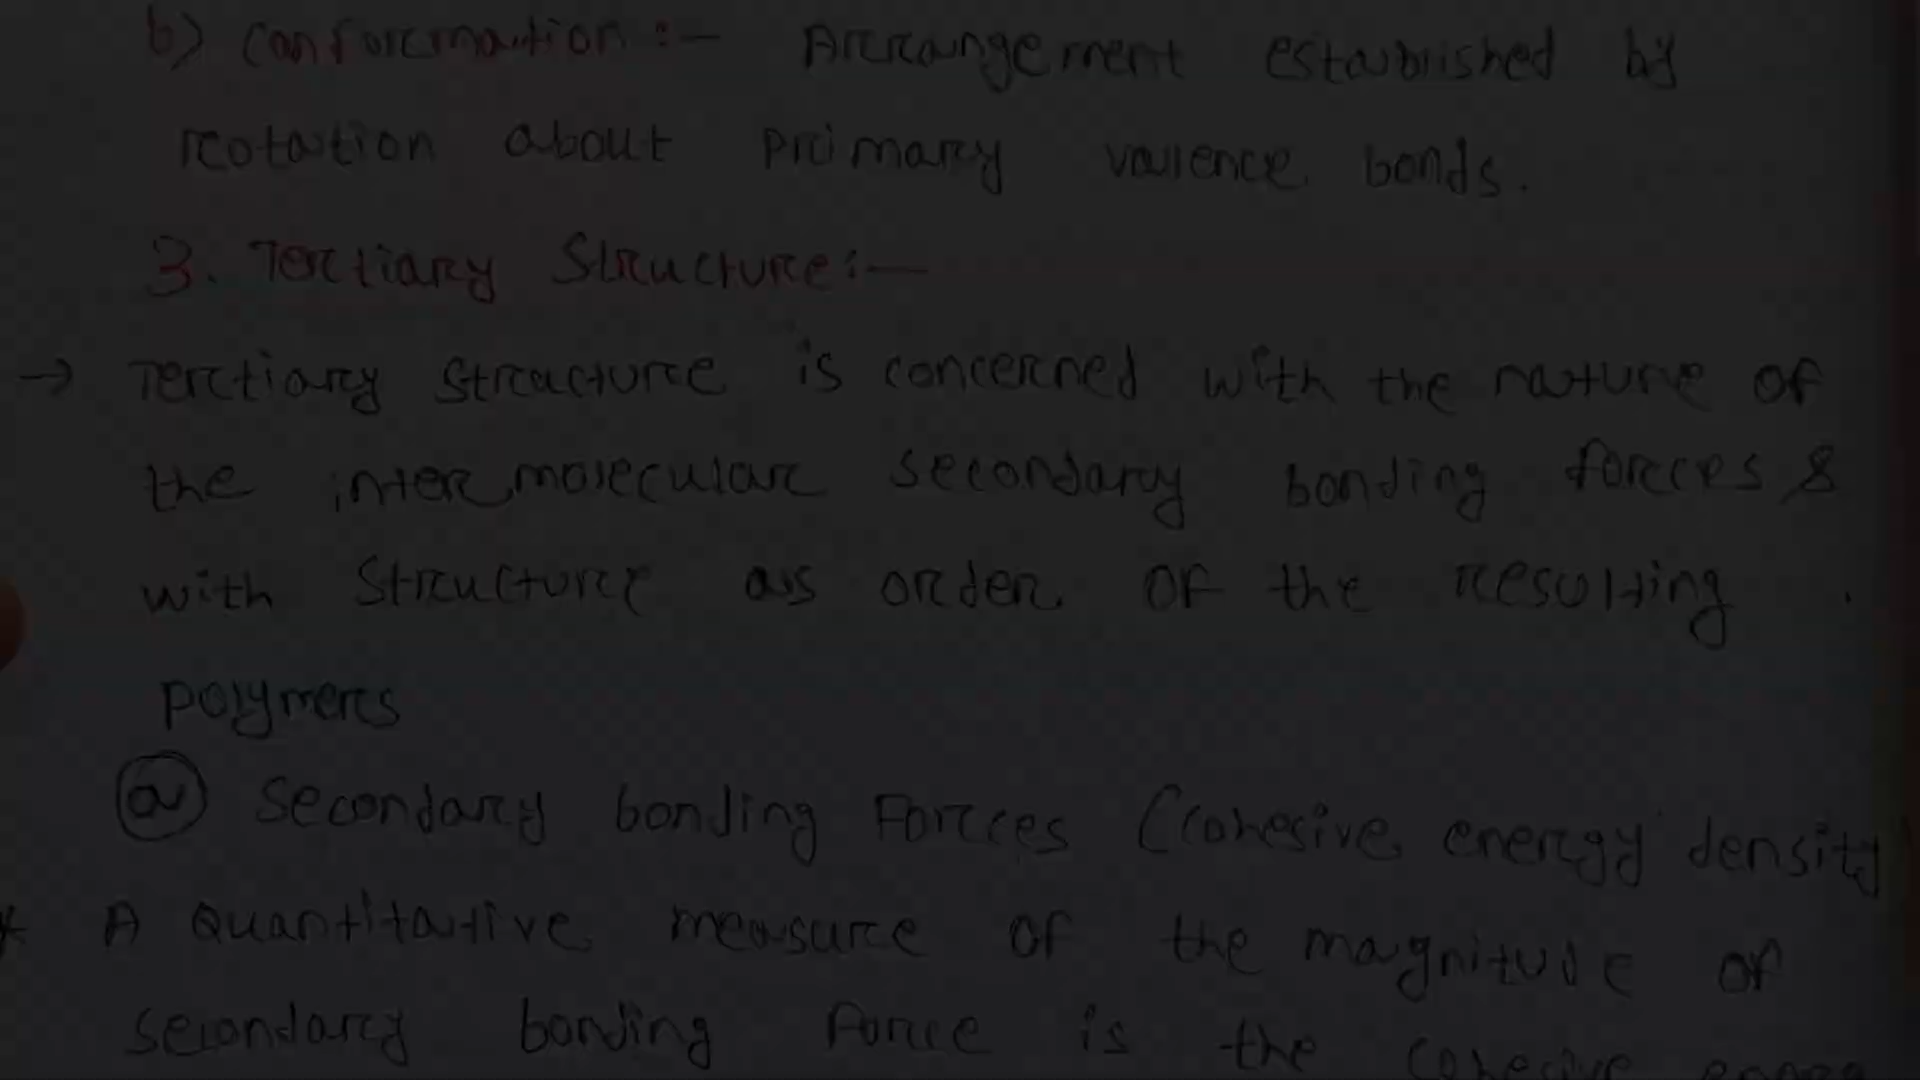 b) Conformation :- Arrangement established by
rotation about primary valence bonds.
3. Tertiary Structure :-
→ Tertiary structure is concerned with the nature of
the intermolecular secondary bonding forces &
with Structure as order of the resulting
polymers
(a) Secondary bonding Forces (Cohesive energy density
* A Quantitative measure of the magnitude of
secondary bonding force is the Cohesive energy